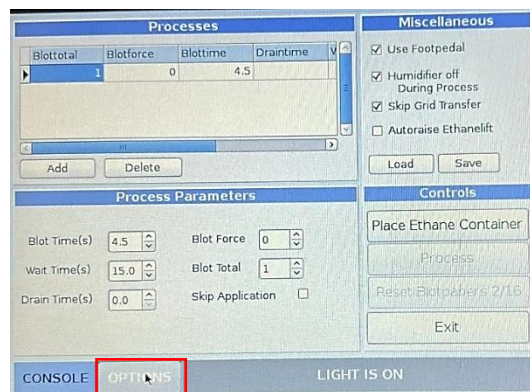 Processes
Blottotal Blotforce Blottime Draintime
1 0 4.5
Add Delete
Process Parameters
Blot Time(s) 4.5 Blot Force 0
Wait Time(s) 15.0 Blot Total 1
Drain Time(s) 0.0 Skip Application
Miscellaneous
Use Footpedal
Humidifier off
During Process
Skip Grid Transfer
Autoraise Ethanelift
Load Save
Controls
Place Ethane Container
Process
Reset Blotpapers 2/16
Exit
CONSOLE OPTIONS LIGHT IS ON